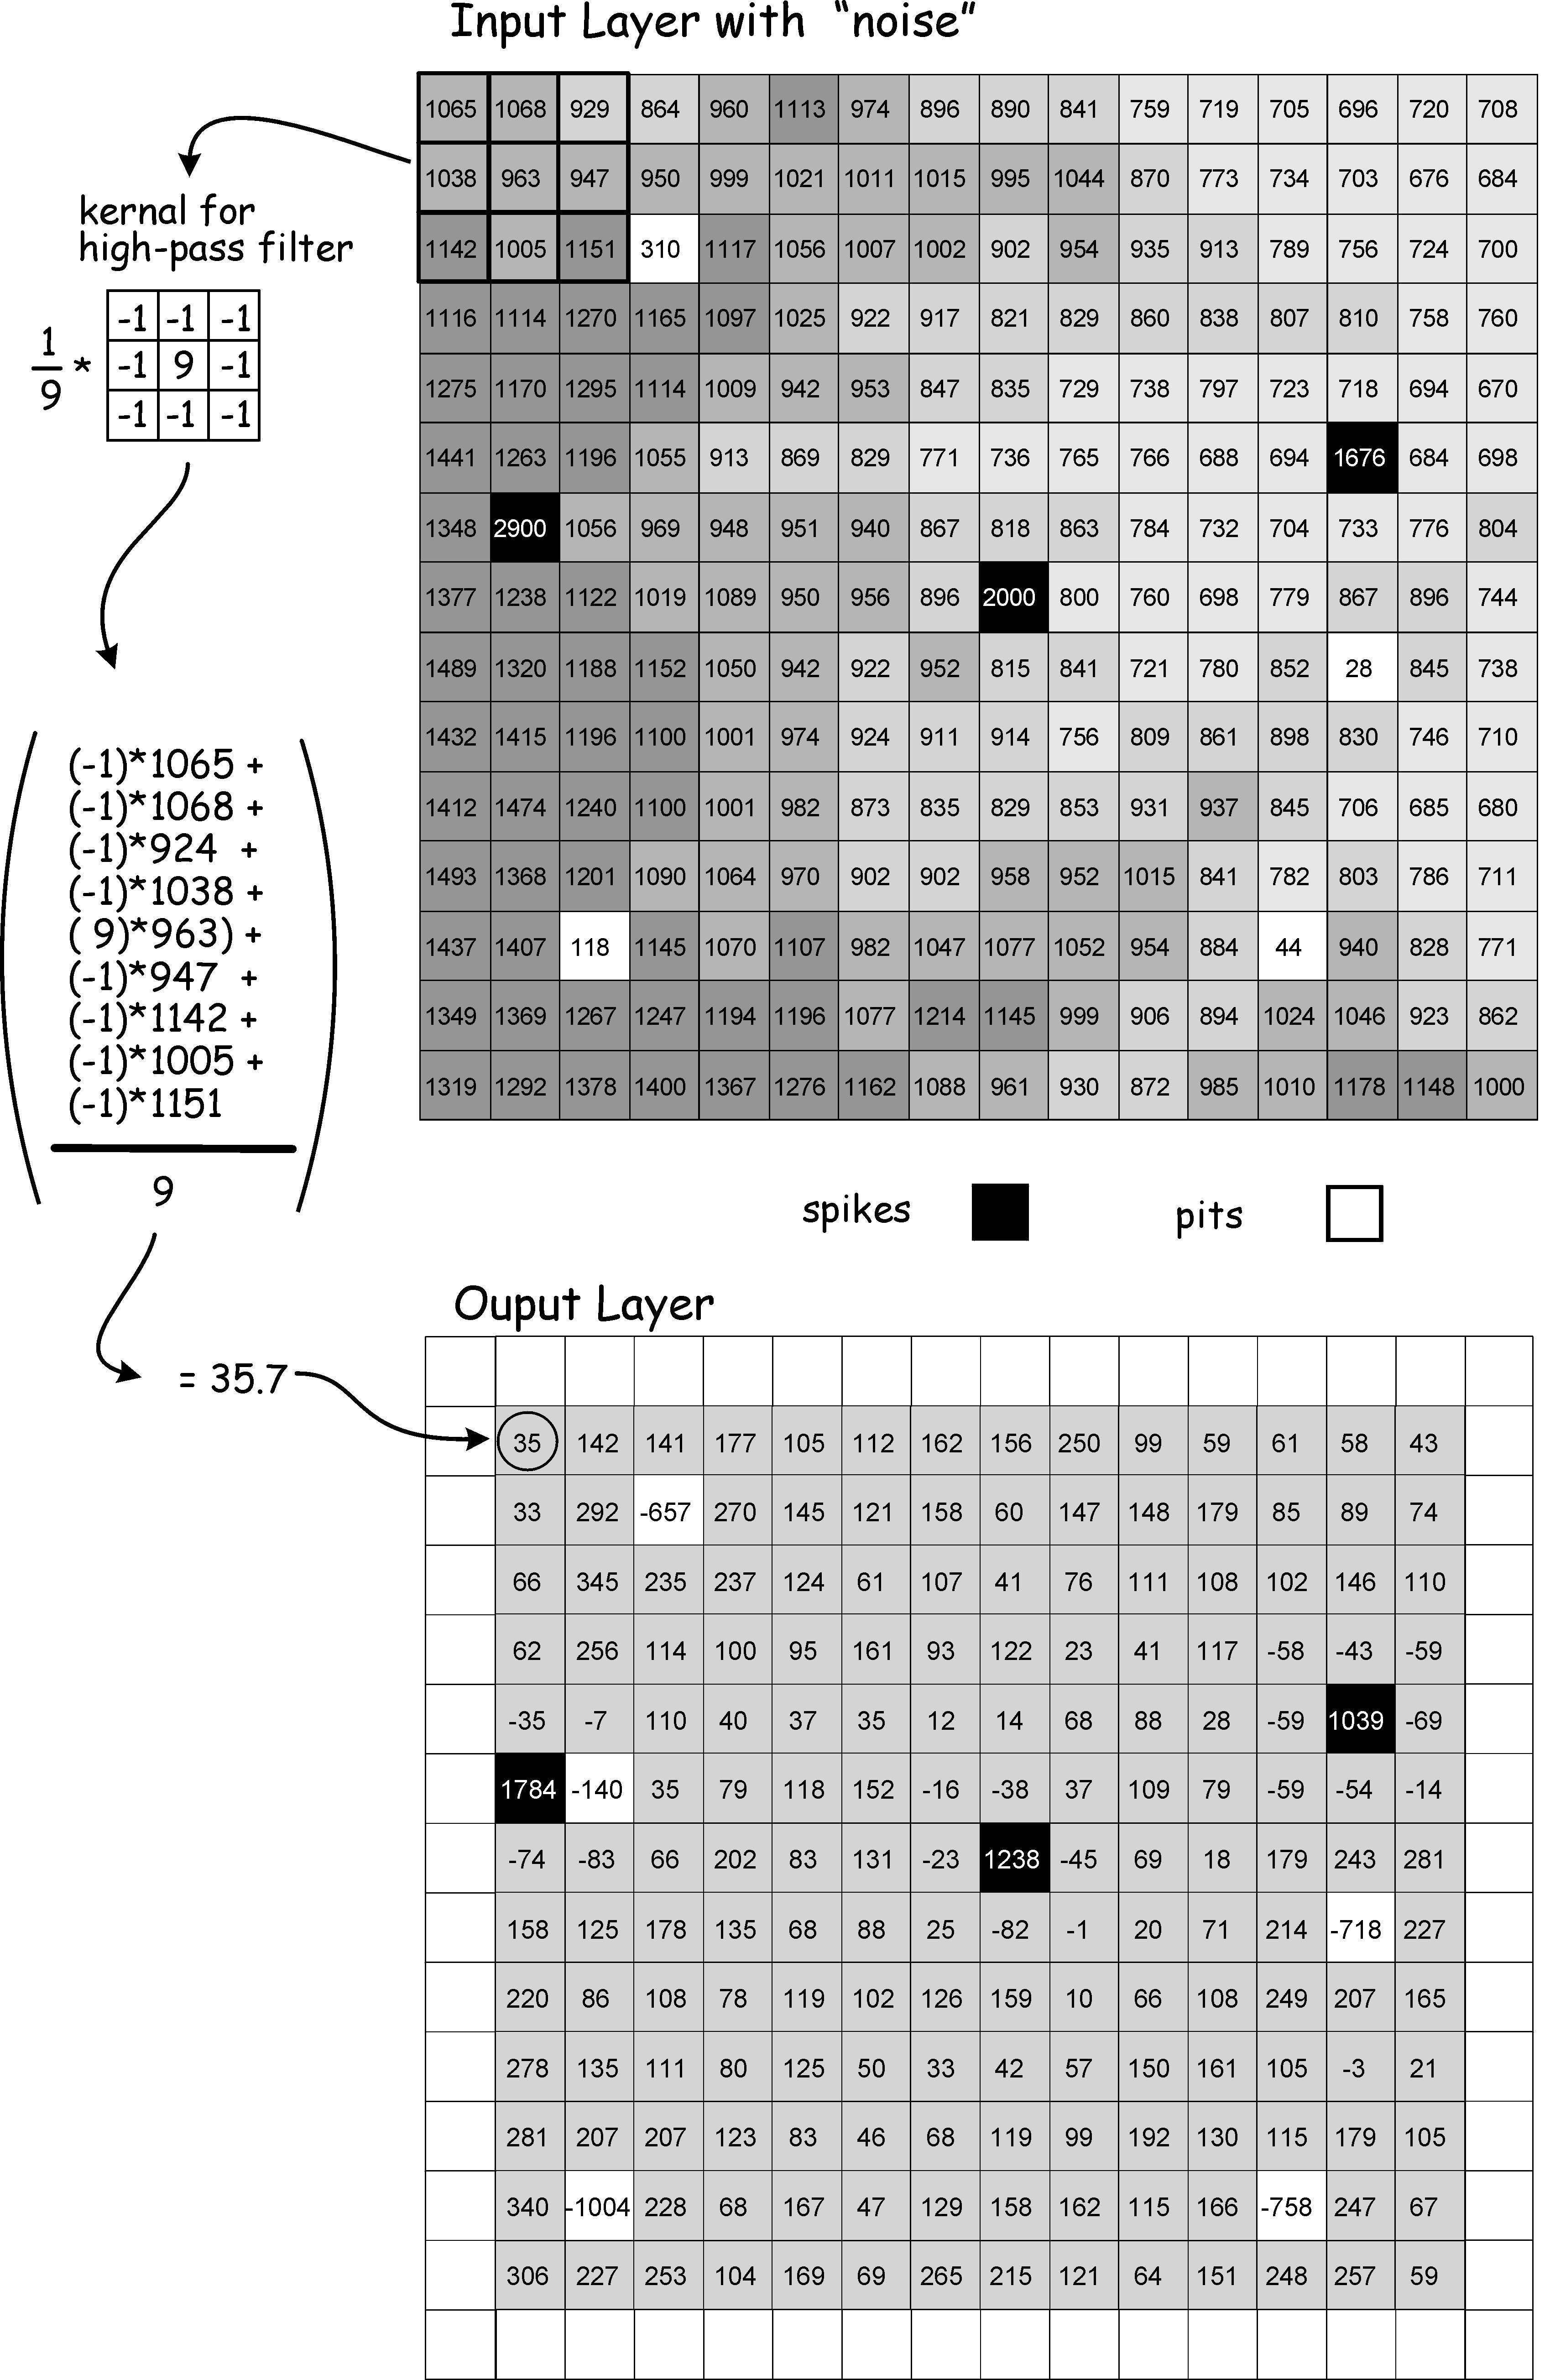 Input Layer with "noise"
1065 1068 929 864 960 1113 974 896 890 841 759 719 705 696 720 708
1038 963 947 950 999 1021 1011 1015 995 1044 870 773 734 703 676 684
1142 1005 1151 310 1117 1056 1007 1002 902 954 935 913 789 756 724 700
1116 1114 1270 1165 1097 1025 922 917 821 829 860 838 807 810 758 760
1275 1170 1295 1114 1009 942 953 847 835 729 738 797 723 718 694 670
1441 1263 1196 1055 913 869 829 771 736 765 766 688 694 1676 684 698
1348 2900 1056 969 948 951 940 867 818 863 784 732 704 733 776 804
1377 1238 1122 1019 1089 950 956 896 2000 800 760 698 779 867 896 744
1489 1320 1188 1152 1050 942 922 952 815 841 721 780 852 28 845 738
1432 1415 1196 1100 1001 974 924 911 914 756 809 861 898 830 746 710
1412 1474 1240 1100 1001 982 873 835 829 853 931 937 845 706 685 680
1493 1368 1201 1090 1064 970 902 902 958 952 1015 841 782 803 786 711
1437 1407 118 1145 1070 1107 982 1047 1077 1052 954 884 44 940 828 771
1349 1369 1267 1247 1194 1196 1077 1214 1145 999 906 894 1024 1046 923 862
1319 1292 1378 1400 1367 1276 1162 1088 961 930 872 985 1010 1178 1148 1000
kernal for
high-pass filter
1
9
*
-1 -1 -1
-1 9 -1
-1 -1 -1
(-1)*1065 +
(-1)*1068 +
(-1)*924 +
(-1)*1038 +
( 9)*963) +
(-1)*947 +
(-1)*1142 +
(-1)*1005 +
(-1)*1151
9
= 35.7
spikes
pits
Ouput Layer
35 142 141 177 105 112 162 156 250 99 59 61 58 43
33 292 -657 270 145 121 158 60 147 148 179 85 89 74
66 345 235 237 124 61 107 41 76 111 108 102 146 110
62 256 114 100 95 161 93 122 23 41 117 -58 -43 -59
-35 -7 110 40 37 35 12 14 68 88 28 -59 1039 -69
1784 -140 35 79 118 152 -16 -38 37 109 79 -59 -54 -14
-74 -83 66 202 83 131 -23 1238 -45 69 18 179 243 281
158 125 178 135 68 88 25 -82 -1 20 71 214 -718 227
220 86 108 78 119 102 126 159 10 66 108 249 207 165
278 135 111 80 125 50 33 42 57 150 161 105 -3 21
281 207 207 123 83 46 68 119 99 192 130 115 179 105
340 -1004 228 68 167 47 129 158 162 115 166 -758 247 67
306 227 253 104 169 69 265 215 121 64 151 248 257 59